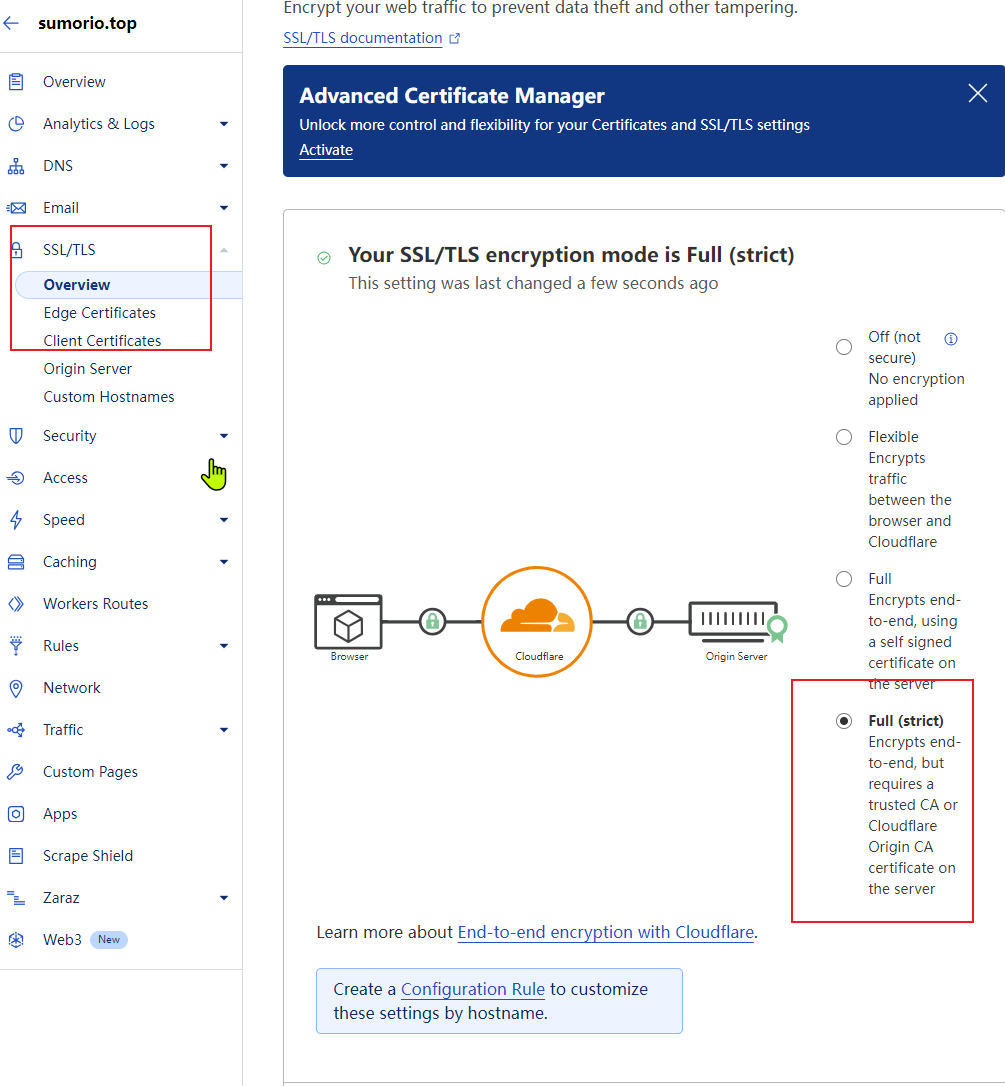 sumorio.top
Overview
Analytics & Logs
DNS
Email
SSL/TLS
Overview
Edge Certificates
Client Certificates
Origin Server
Custom Hostnames
Security
Access
Speed
Caching
Workers Routes
Rules
Network
Traffic
Custom Pages
Apps
Scrape Shield
Zaraz
Web3 New
Encrypt your web traffic to prevent data theft and other tampering.
SSL/TLS documentation
Advanced Certificate Manager
Unlock more control and flexibility for your Certificates and SSL/TLS settings
Activate
Your SSL/TLS encryption mode is Full (strict)
This setting was last changed a few seconds ago
Browser
Cloudflare
Origin Server
Off (not
secure)
No encryption
applied
Flexible
Encrypts
traffic
between the
browser and
Cloudflare
Full
Encrypts end-
to-end, using
a self signed
certificate on
the server
Full (strict)
Encrypts end-
to-end, but
requires a
trusted CA or
Cloudflare
Origin CA
certificate on
the server
Learn more about End-to-end encryption with Cloudflare.
Create a Configuration Rule to customize
these settings by hostname.